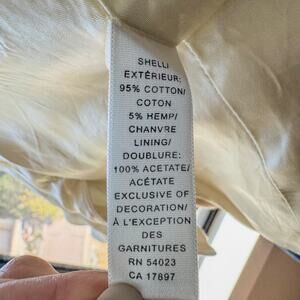 SHELL/
EXTÉRIEUR:
95% COTTON/
COTON
5% HEMP/
CHANVRE
LINING/
DOUBLURE:
100% ACETATE/
ACÉTATE
EXCLUSIVE OF
DECORATION/
À L'EXCEPTION
DES
GARNITURES
RN 54023
CA 17897